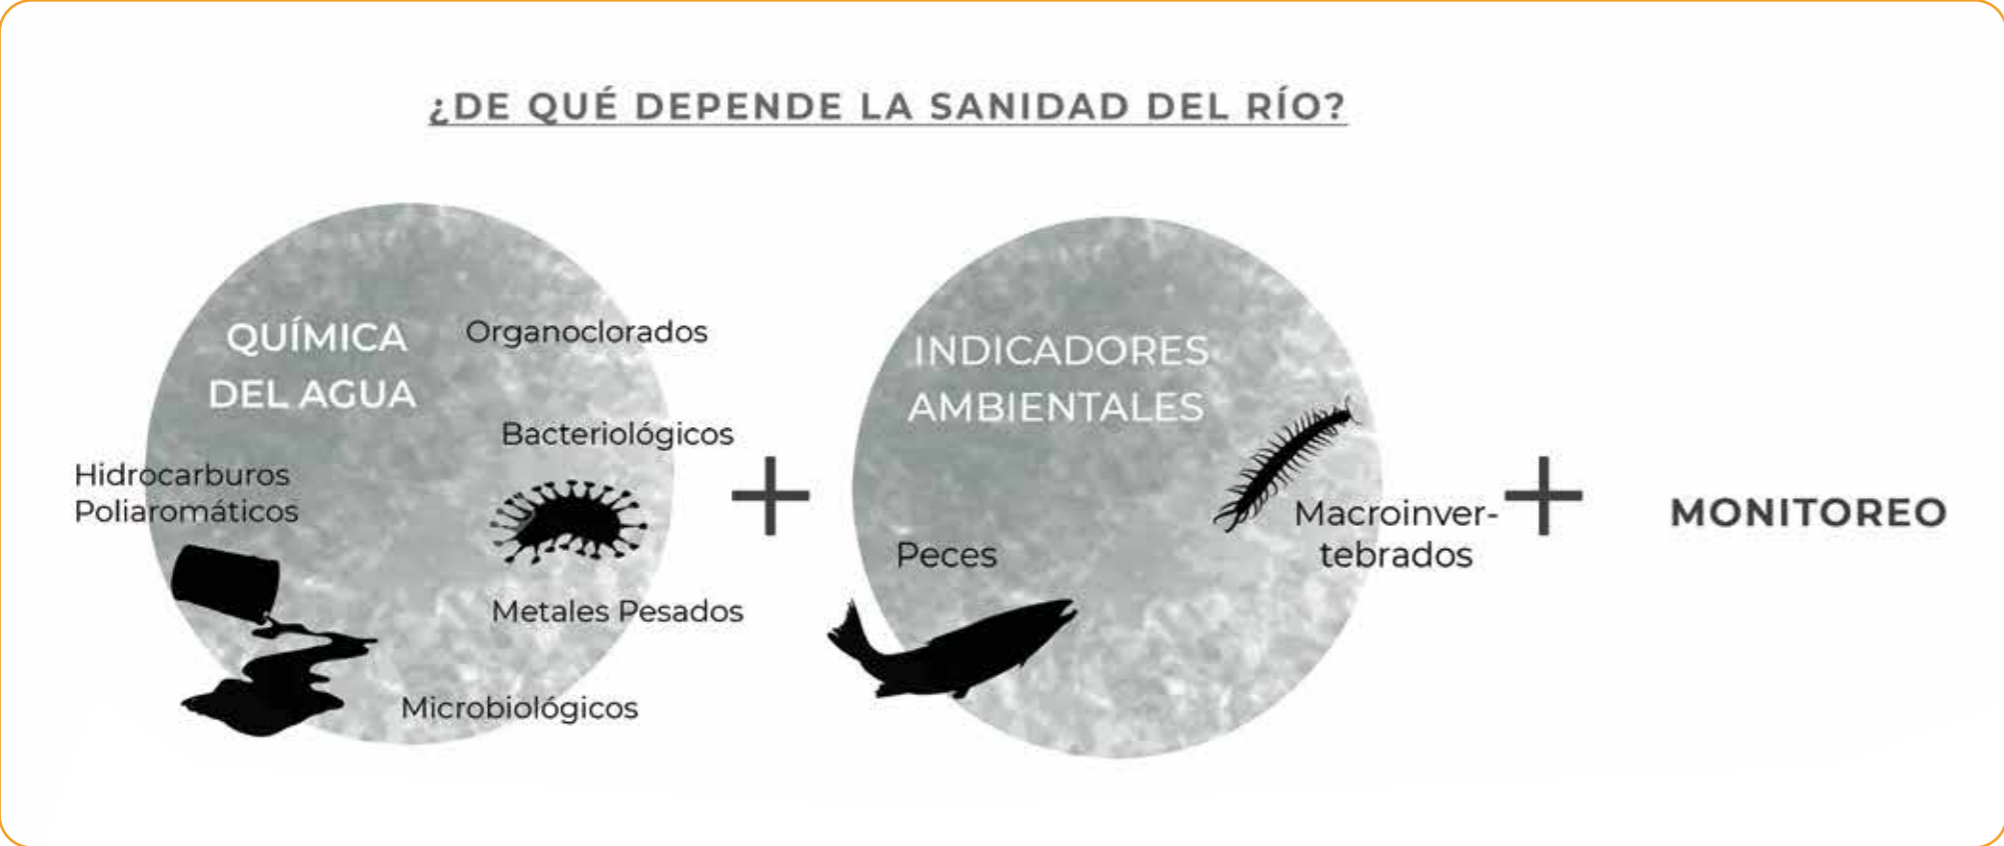 ¿DE QUÉ DEPENDE LA SANIDAD DEL RÍO?
QUÍMICA
DEL AGUA
Organoclorados
Bacteriológicos
Hidrocarburos
Poliaromáticos
Metales Pesados
Microbiológicos
+
INDICADORES
AMBIENTALES
Macroinver-
tebrados
Peces
+
MONITOREO